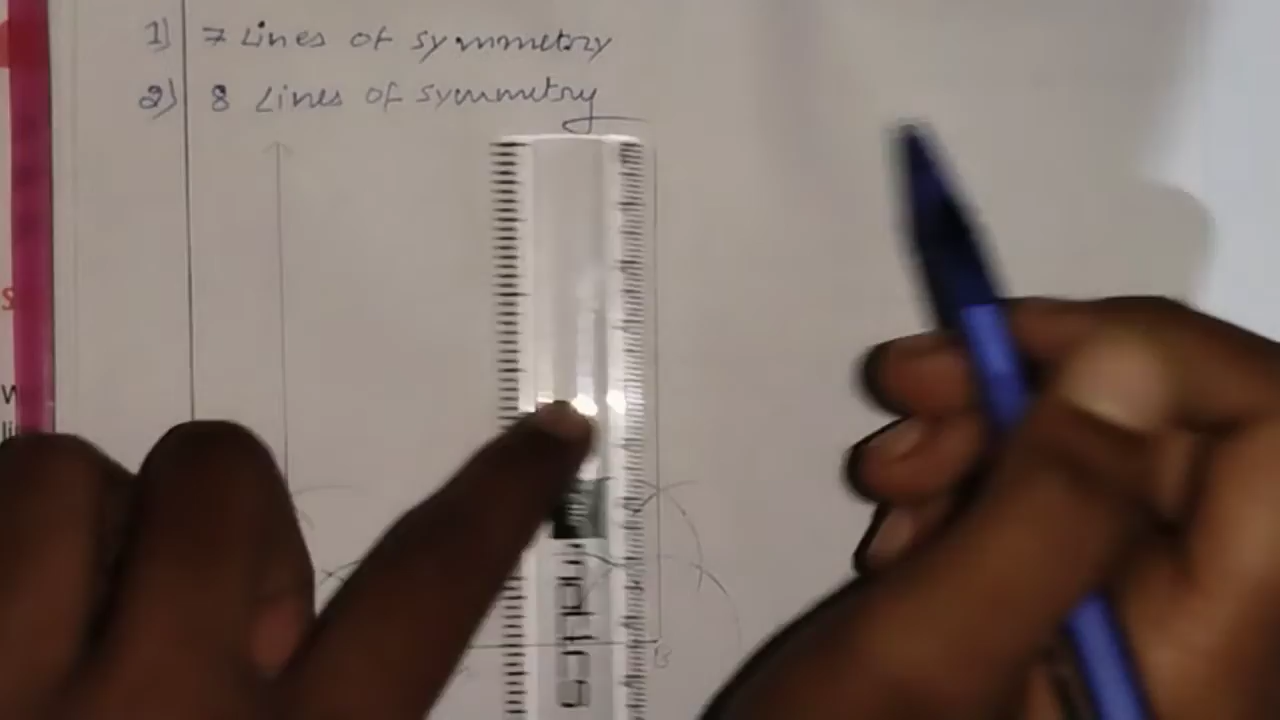 1) 7 Lines of symmetry
2) 8 Lines of symmetry
B